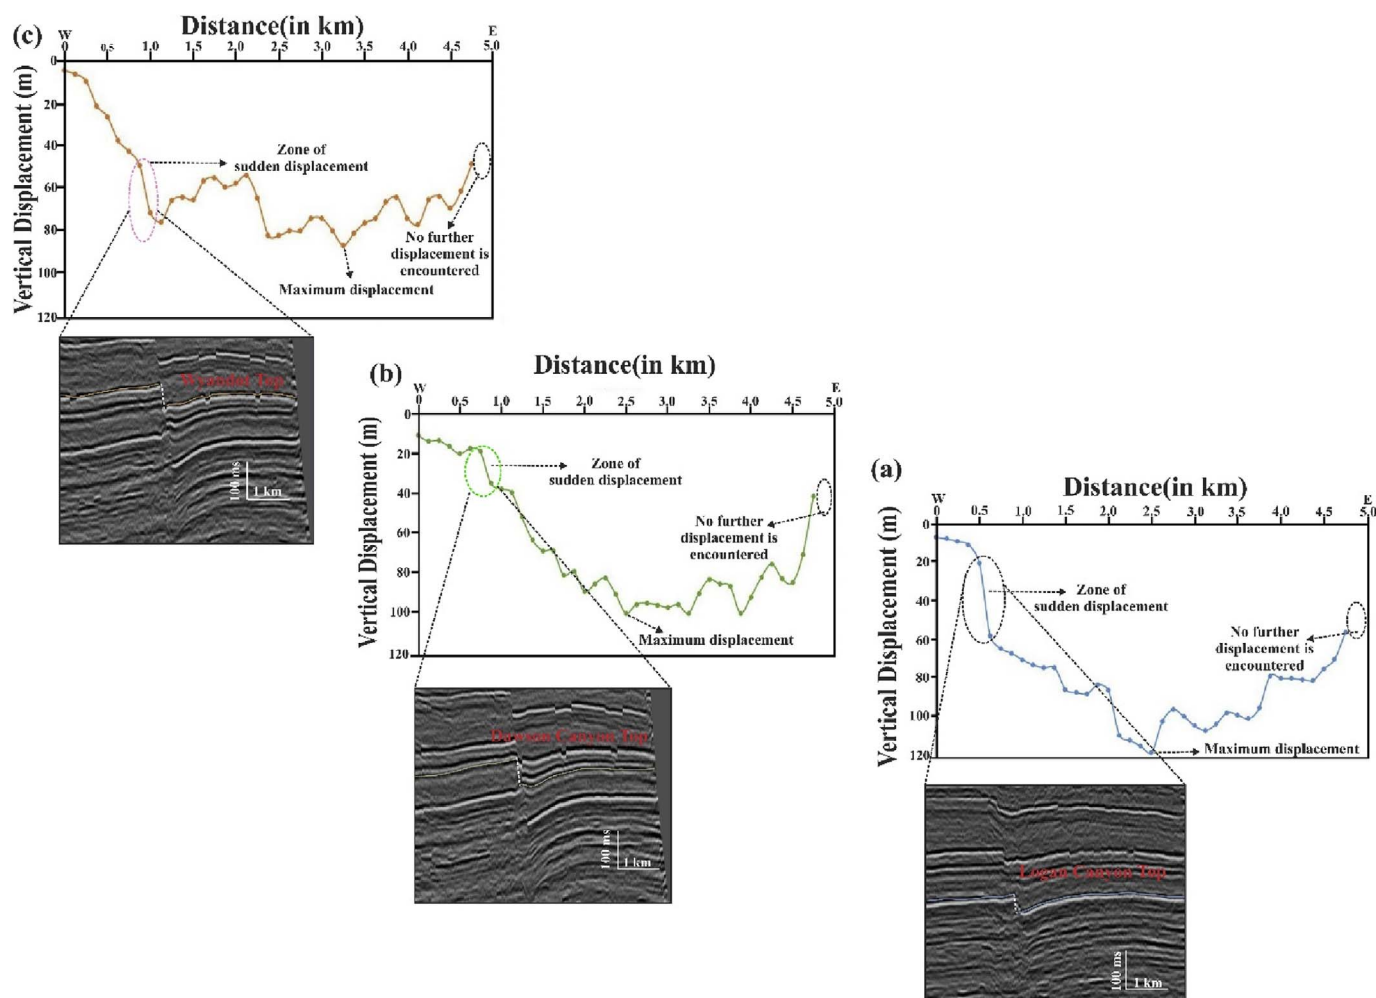 (c)
Distance(in km)
W
E
0
0.5
1.0
1.5
2.0
2.5
3.0
3.5
4.0
4.5
5.0
Vertical Displacement (m)
0
20
40
60
80
100
120
Zone of
sudden displacement
No further
displacement is
encountered
Maximum displacement
Wyandot Top
100 ms
1 km
(b)
Distance(in km)
W
E
0
0.5
1.0
1.5
2.0
2.5
3.0
3.5
4.0
4.5
5.0
Vertical Displacement (m)
0
20
40
60
80
100
120
Zone of
sudden displacement
No further
displacement is
encountered
Maximum displacement
Dawson Canyon Top
100 ms
1 km
(a)
Distance(in km)
W
E
0
0.5
1.0
1.5
2.0
2.5
3.0
3.5
4.0
4.5
5.0
Vertical Displacement (m)
0
20
40
60
80
100
120
Zone of
sudden displacement
No further
displacement is
encountered
Maximum displacement
Logan Canyon Top
100 ms
1 km